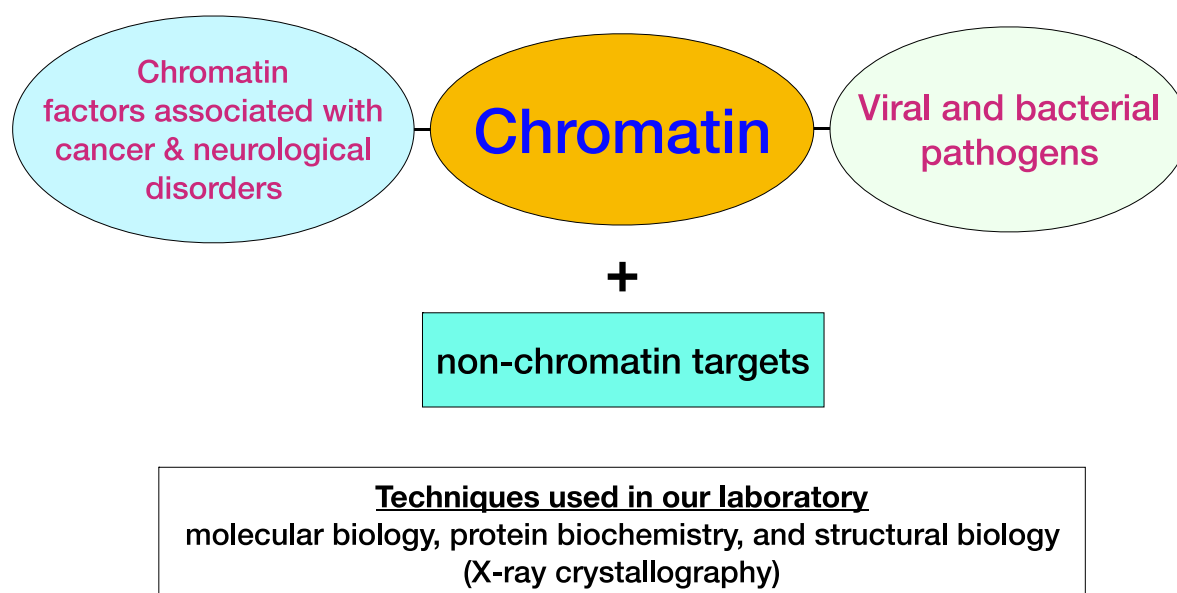 Chromatin
factors associated with
cancer & neurological
disorders
Chromatin
Viral and bacterial
pathogens
+
non-chromatin targets
Techniques used in our laboratory
molecular biology, protein biochemistry, and structural biology
(X-ray crystallography)